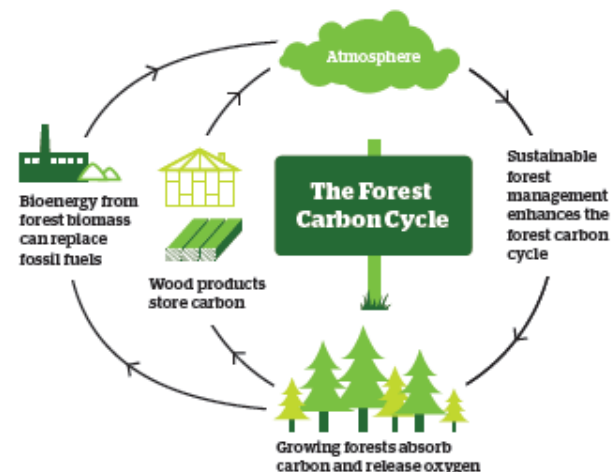 Atmosphere
Bioenergy from
forest biomass
can replace
fossil fuels
Wood products
store carbon
The Forest
Carbon Cycle
Sustainable
forest
management
enhances the
forest carbon
cycle
Growing forests absorb
carbon and release oxygen